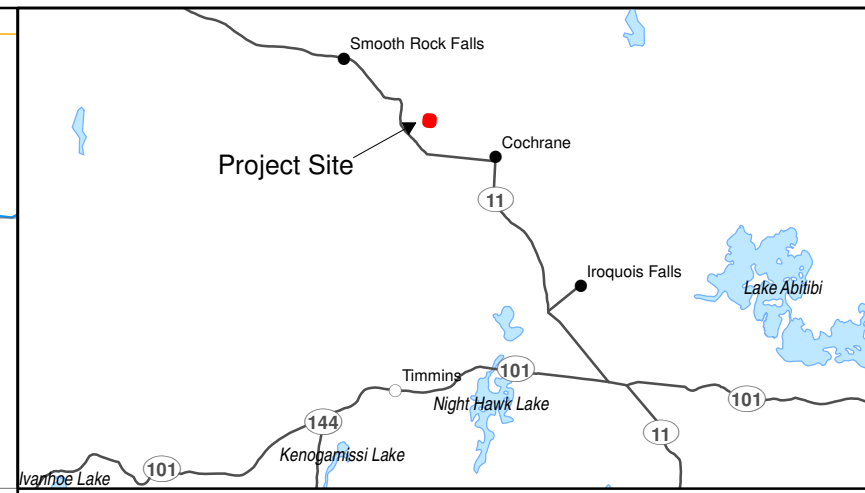 Smooth Rock Falls
Project Site
Cochrane
11
Iroquois Falls
Lake Abitibi
Timmins
101
Night Hawk Lake
101
144
11
Kenogamissi Lake
101
Ivanhoe Lake